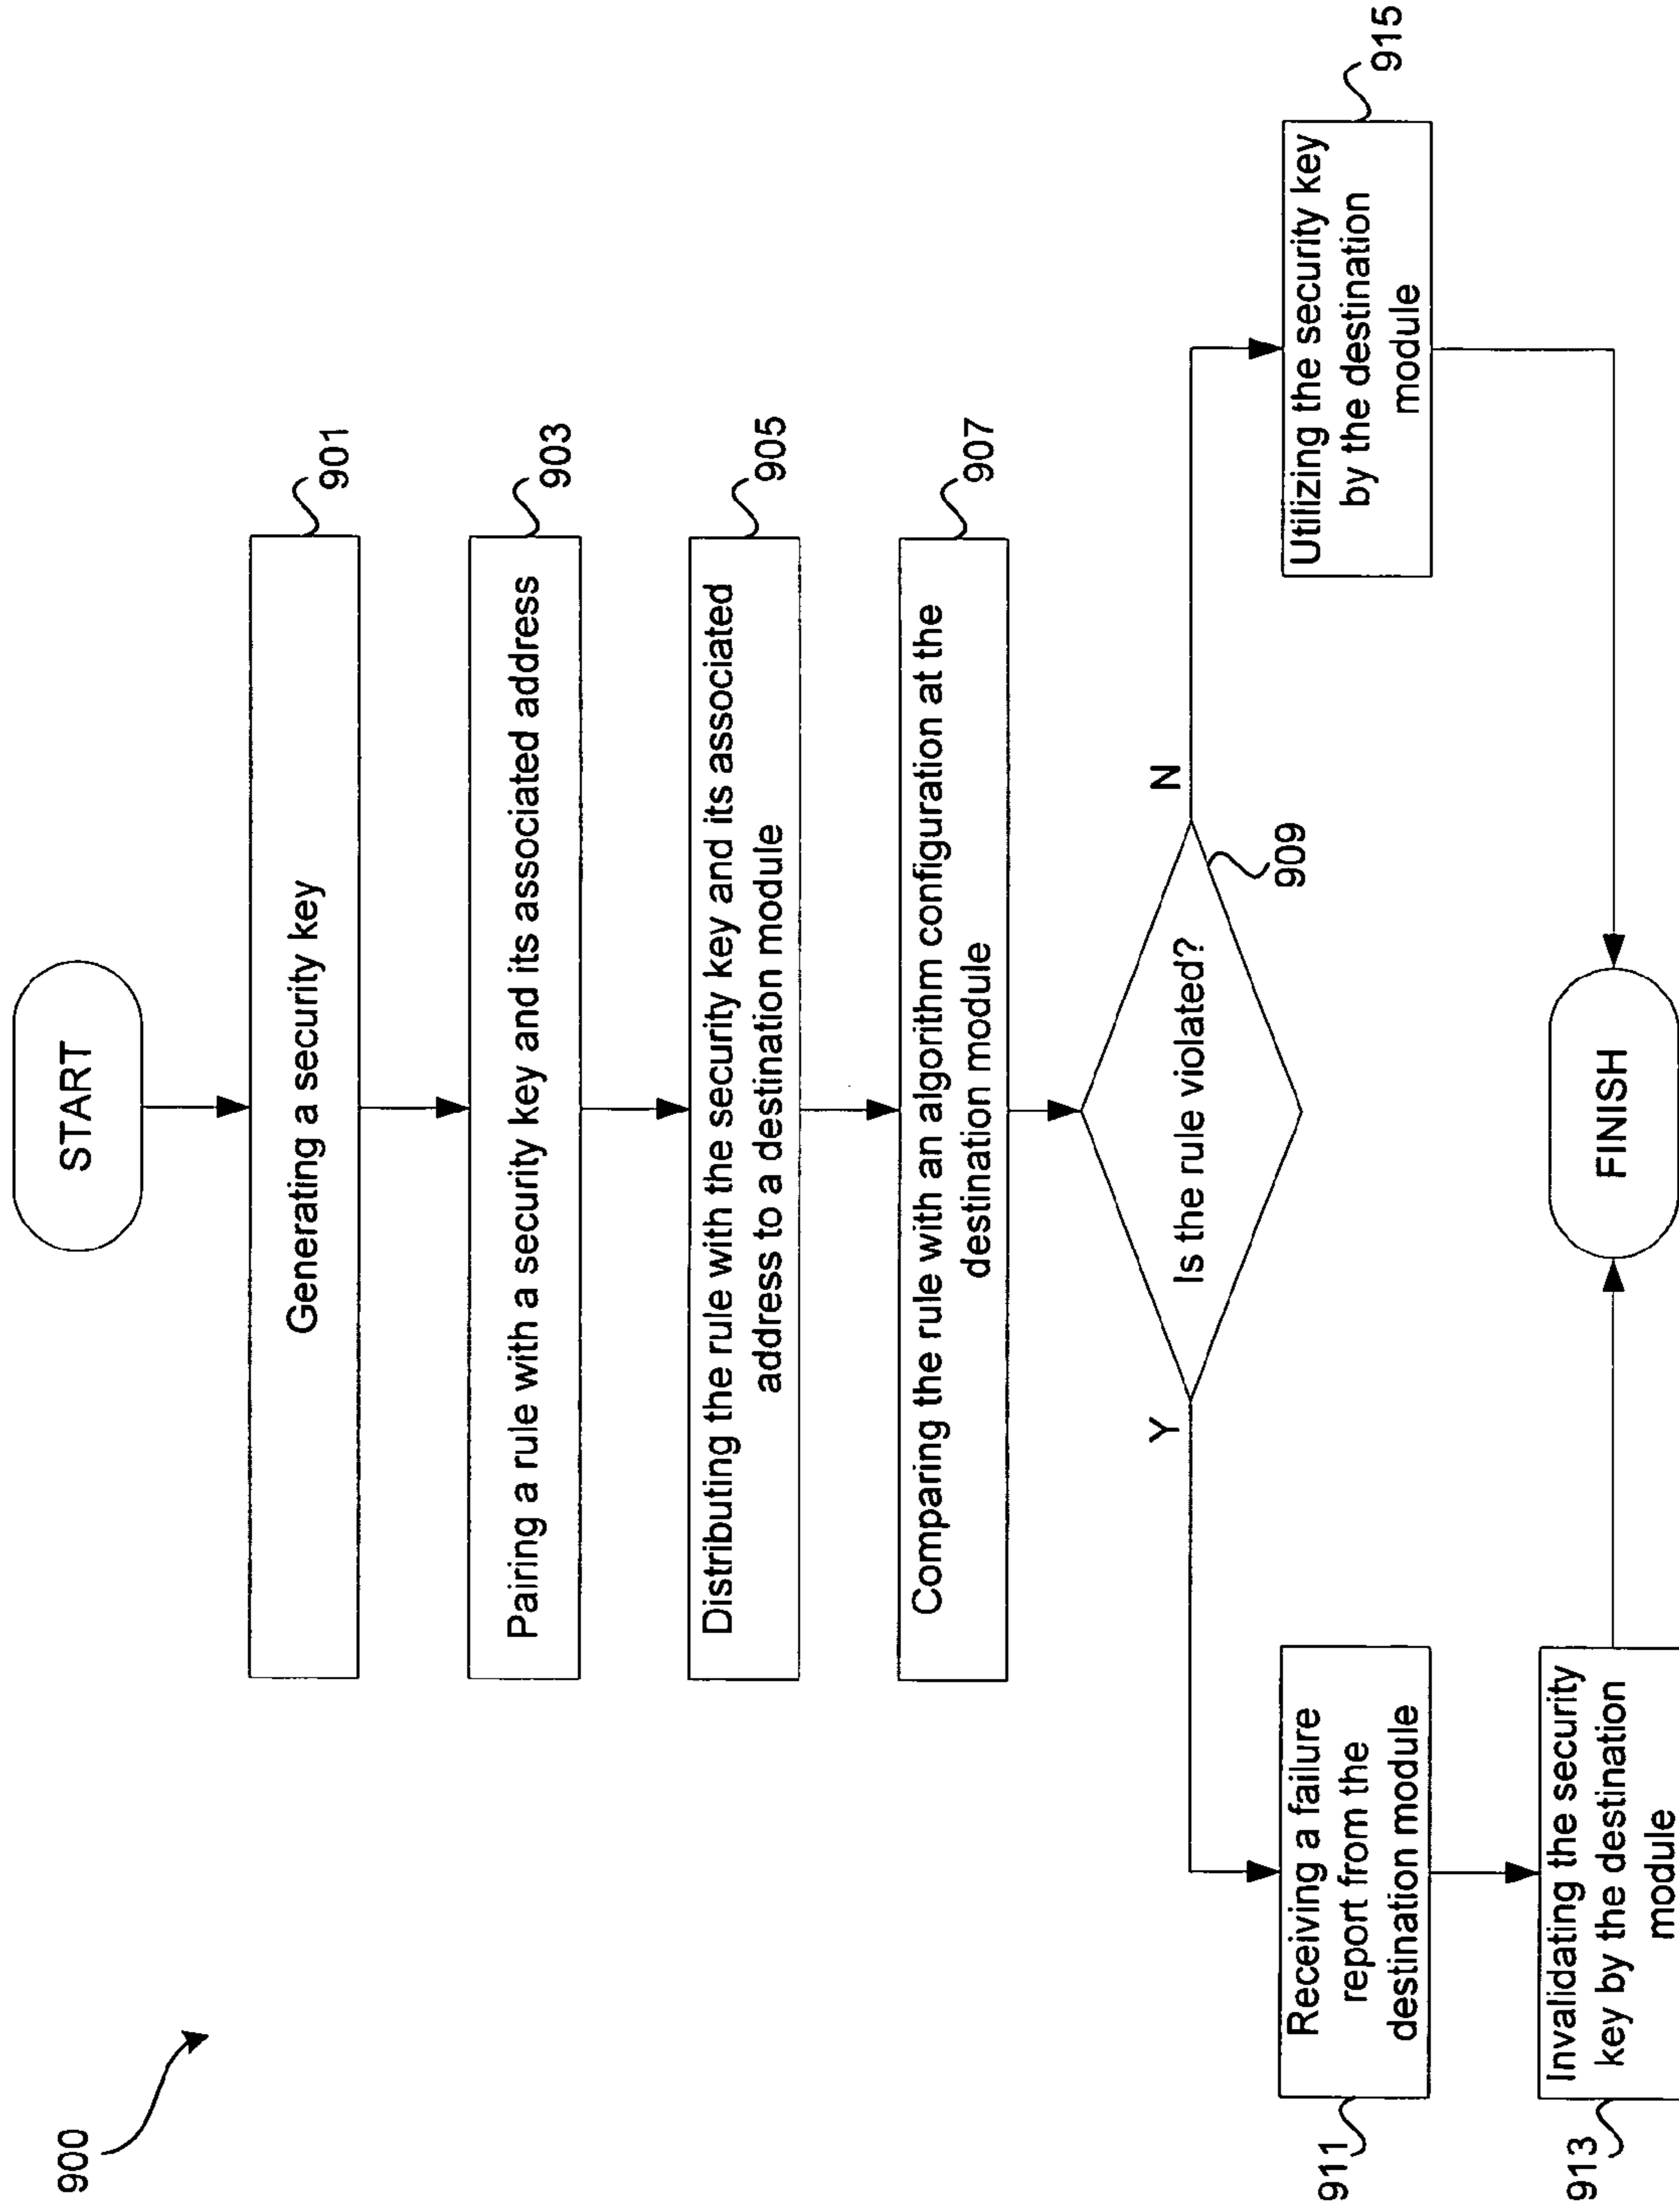 900
START
Generating a security key
901
Pairing a rule with a security key and its associated address
903
Distributing the rule with the security key and its associated
address to a destination module
905
Comparing the rule with an algorithm configuration at the
destination module
907
Is the rule violated?
909
Y
N
Receiving a failure
report from the
destination module
911
Utilizing the security key
by the destination
module
915
Invalidating the security
key by the destination
module
913
FINISH